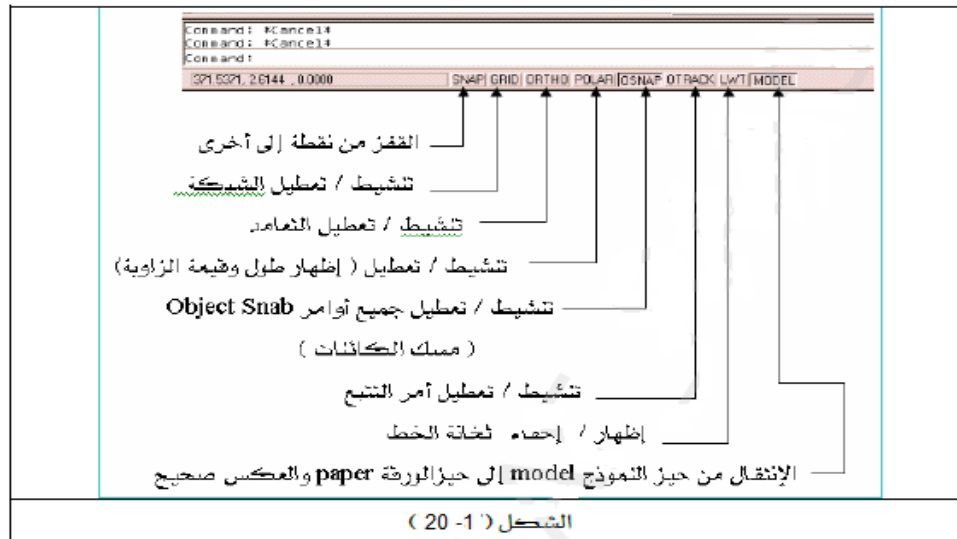 Command: *Cancel*
Command: *Cancel*
Command:
371.5371, 2.6144 , 0.0000 SNAP GRID ORTHO POLAR OSNAP OTRACK LWT MODEL
القفز من نقطة إلى أخرى
تنشيط / تعطيل الشبكة
تنشيط / تعطيل التعامد
تنشيط / تعطيل ( إظهار طول وقيمة الزاوية)
تنشيط / تعطيل جميع أوامر Object Snab
( مسك الكائنات )
تنشيط / تعطيل أمر التتبع
إظهار / إخفاء ثخانة الخط
الإنتقال من حيز النموذج model إلى حيزالورقة paper والعكس صحيح
الشكل ( 1- 20 )